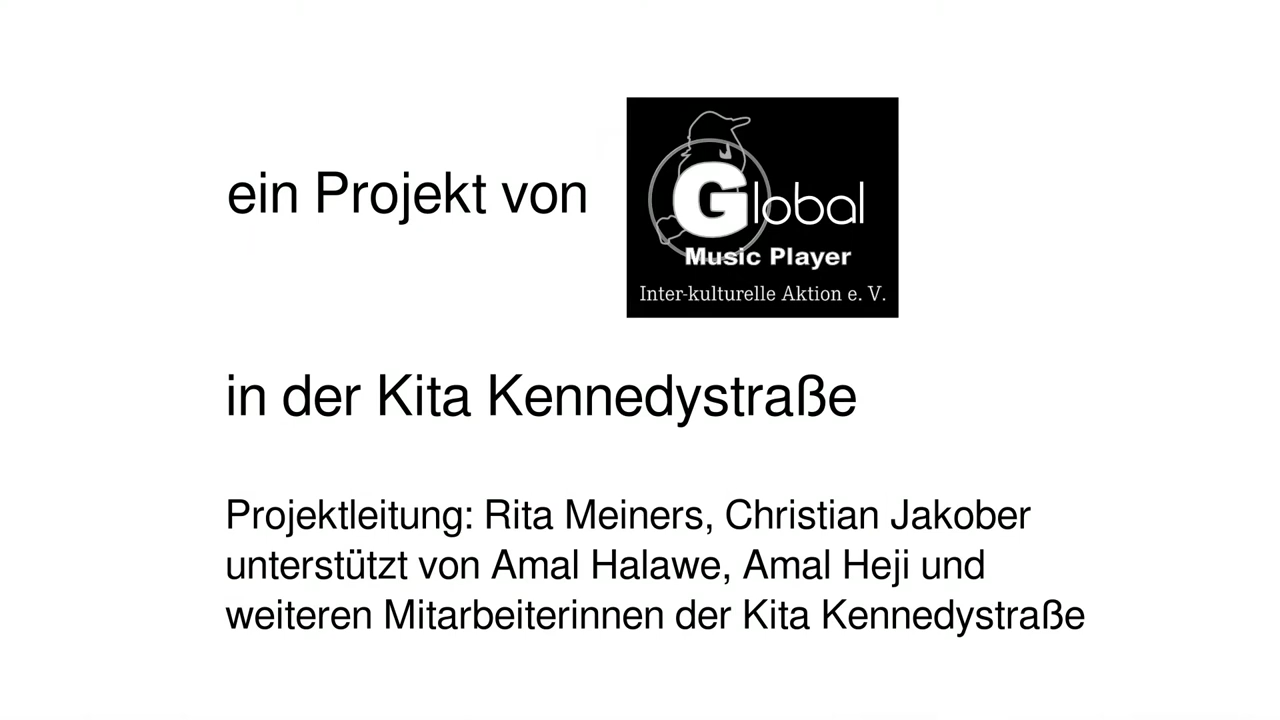 ein Projekt von
Global
Music Player
Inter-kulturelle Aktion e. V.
in der Kita Kennedystraße
Projektleitung: Rita Meiners, Christian Jakober
unterstützt von Amal Halawe, Amal Heji und
weiteren Mitarbeiterinnen der Kita Kennedystraße